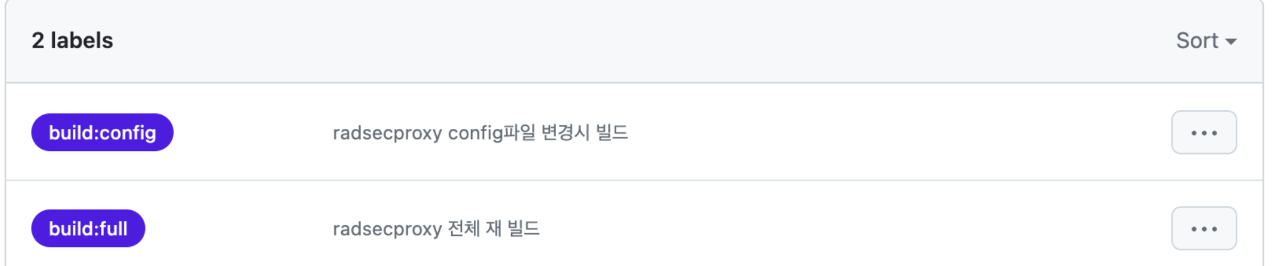 2 labels
Sort
build:config
radsecproxy config파일 변경시 빌드
build:full
radsecproxy 전체 재 빌드